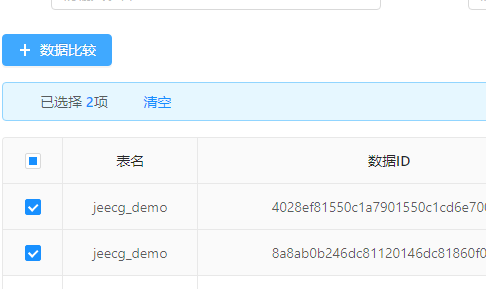 + 数据比较
已选择 2项 清空
表名 数据ID
jeecg_demo 4028ef81550c1a7901550c1cd6e70
jeecg_demo 8a8ab0b246dc81120146dc81860f0